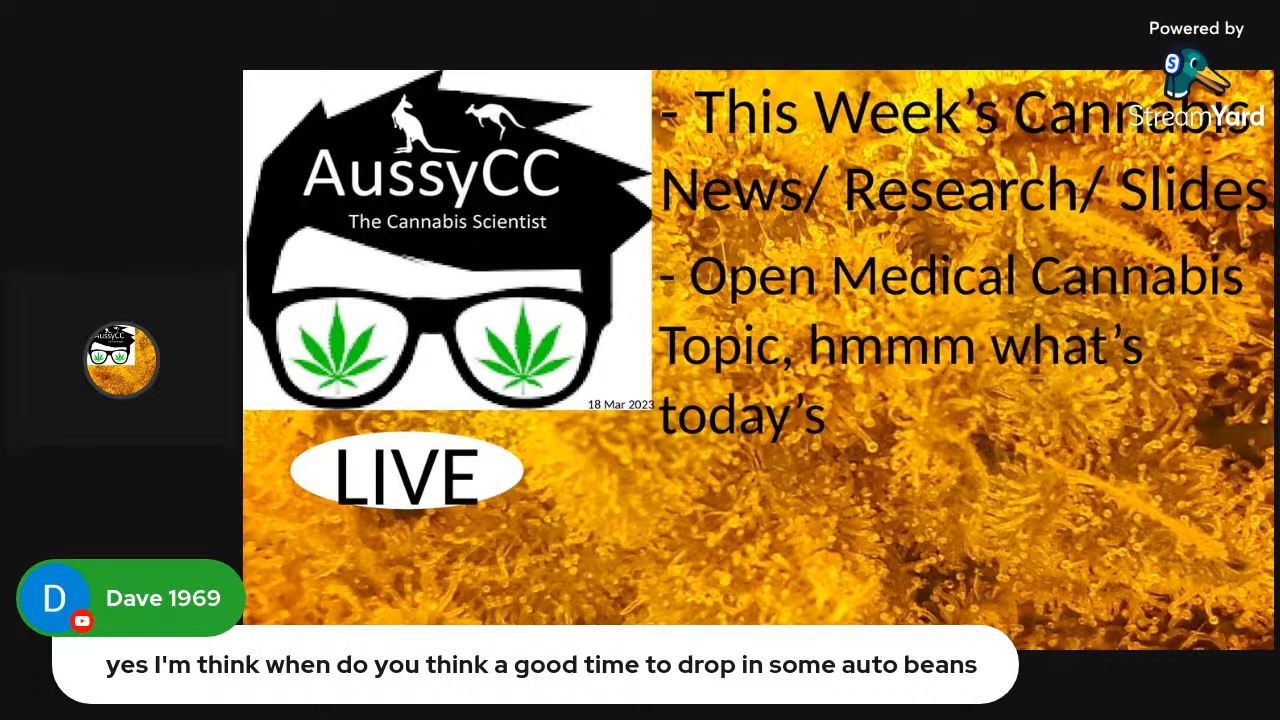 Powered by
StreamYard
- This Week's Cannabis
News/ Research/ Slides
- Open Medical Cannabis
Topic, hmmm what's
today's
AussyCC
The Cannabis Scientist
18 Mar 2023
LIVE
AussyCC
D
Dave 1969
yes I'm think when do you think a good time to drop in some auto beans